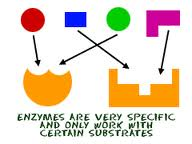 ENZYMES ARE VERY SPECIFIC
AND ONLY WORK WITH
CERTAIN SUBSTRATES